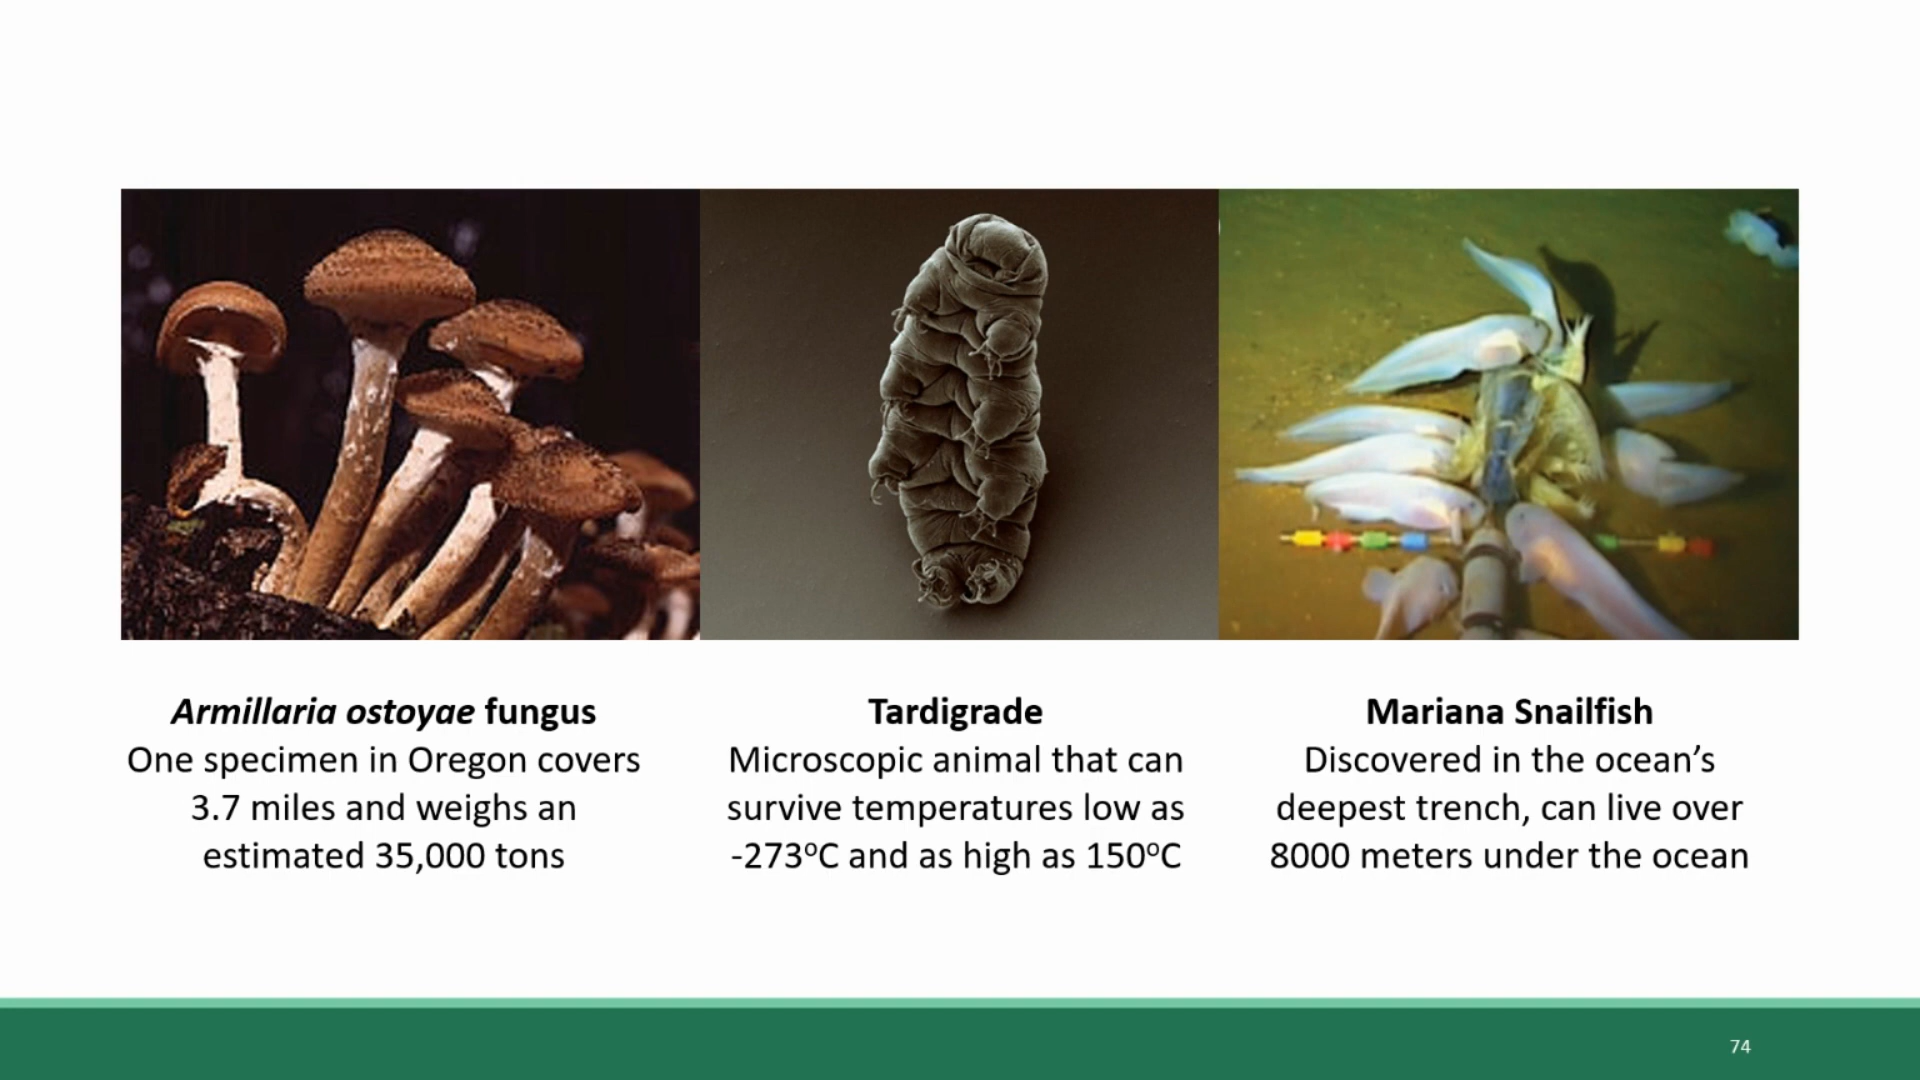 Armillaria ostoyae fungus
One specimen in Oregon covers
3.7 miles and weighs an
estimated 35,000 tons
Tardigrade
Microscopic animal that can
survive temperatures low as
-273ºC and as high as 150ºC
Mariana Snailfish
Discovered in the ocean’s
deepest trench, can live over
8000 meters under the ocean
74